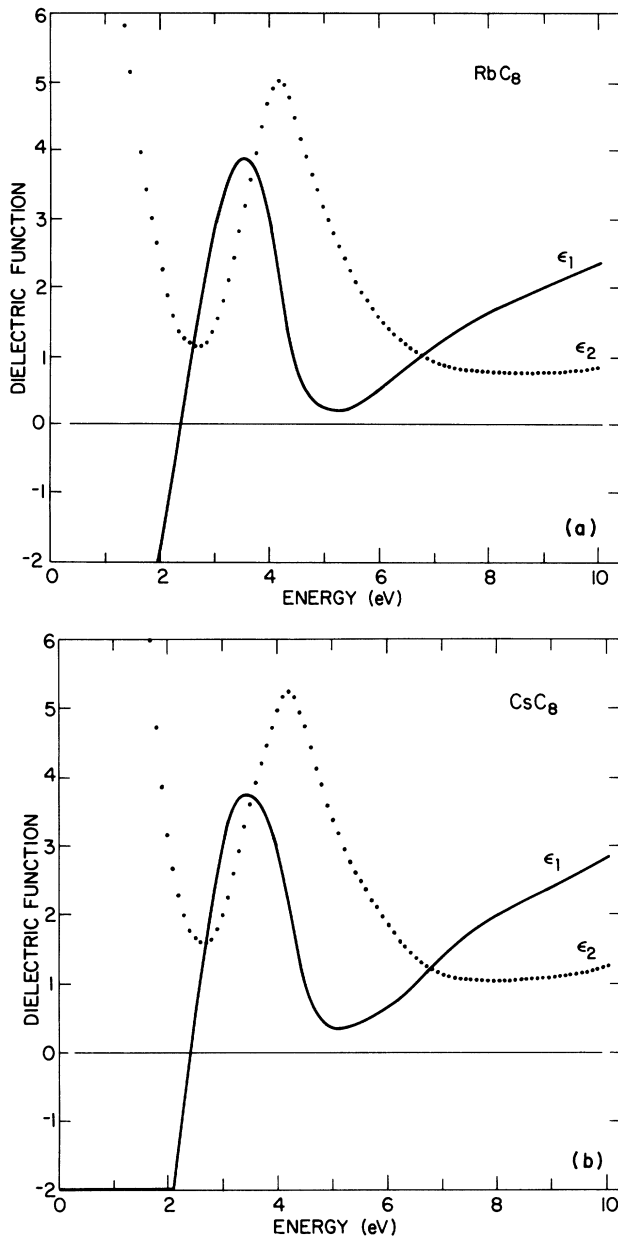 6
RbC₈
5
4
3
2
1
0
-1
-2
DIELECTRIC FUNCTION
ε₁
ε₂
(a)
0 2 4 6 8 10
ENERGY (eV)
6
CsC₈
5
4
3
2
1
0
-1
-2
DIELECTRIC FUNCTION
ε₁
ε₂
(b)
0 2 4 6 8 10
ENERGY (eV)